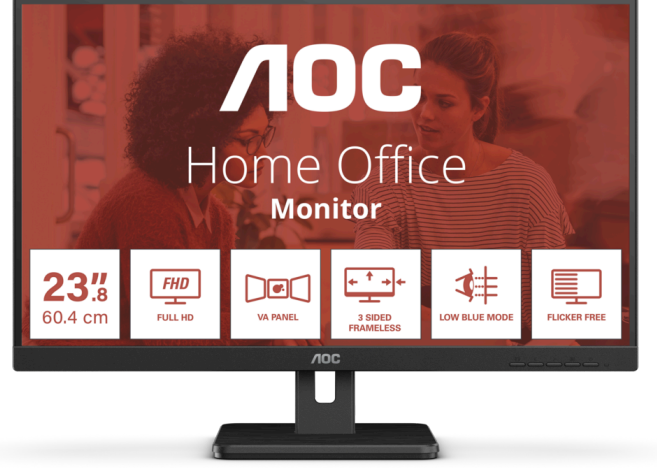 AOC
Home Office
Monitor
23".8
60.4 cm
FHD
FULL HD
VA PANEL
3 SIDED
FRAMELESS
LOW BLUE MODE
FLICKER FREE
AOC